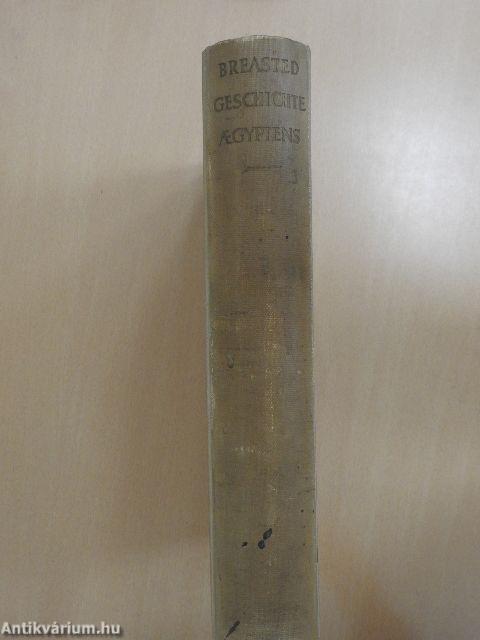 BREASTED
GESCHICHTE
ÆGYPTENS
Antikvárium.hu